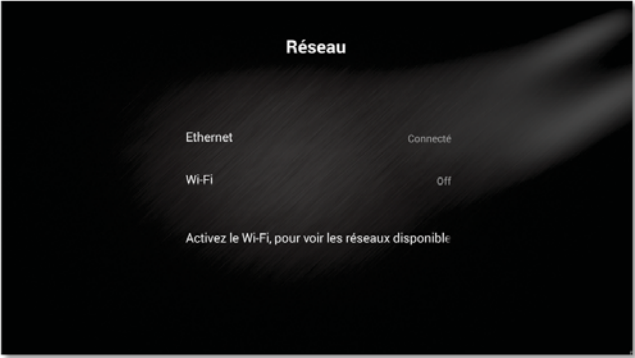 Réseau
Ethernet Connecté
Wi-Fi Off
Activez le Wi-Fi, pour voir les réseaux disponible